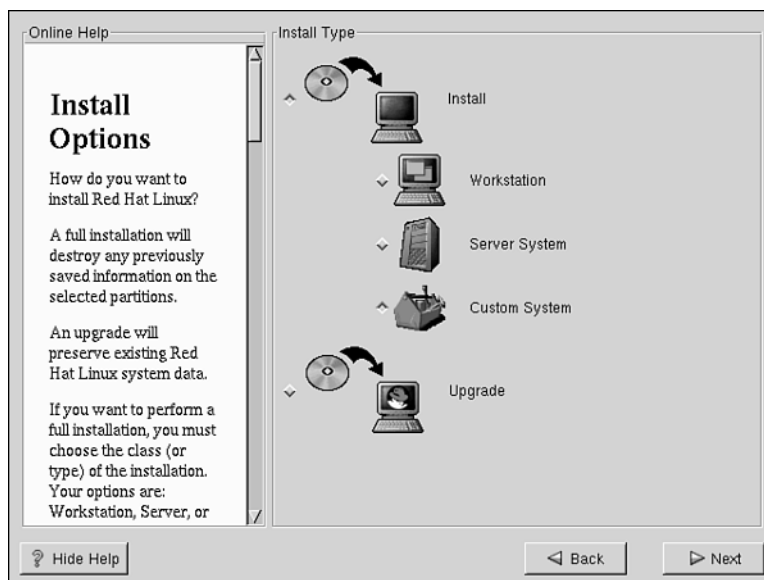 Online Help
Install
Options
How do you want to
install Red Hat Linux?
A full installation will
destroy any previously
saved information on the
selected partitions.
An upgrade will
preserve existing Red
Hat Linux system data.
If you want to perform a
full installation, you must
choose the class (or
type) of the installation.
Your options are:
Workstation, Server, or
Install Type
Install
Workstation
Server System
Custom System
Upgrade
? Hide Help
Back
Next